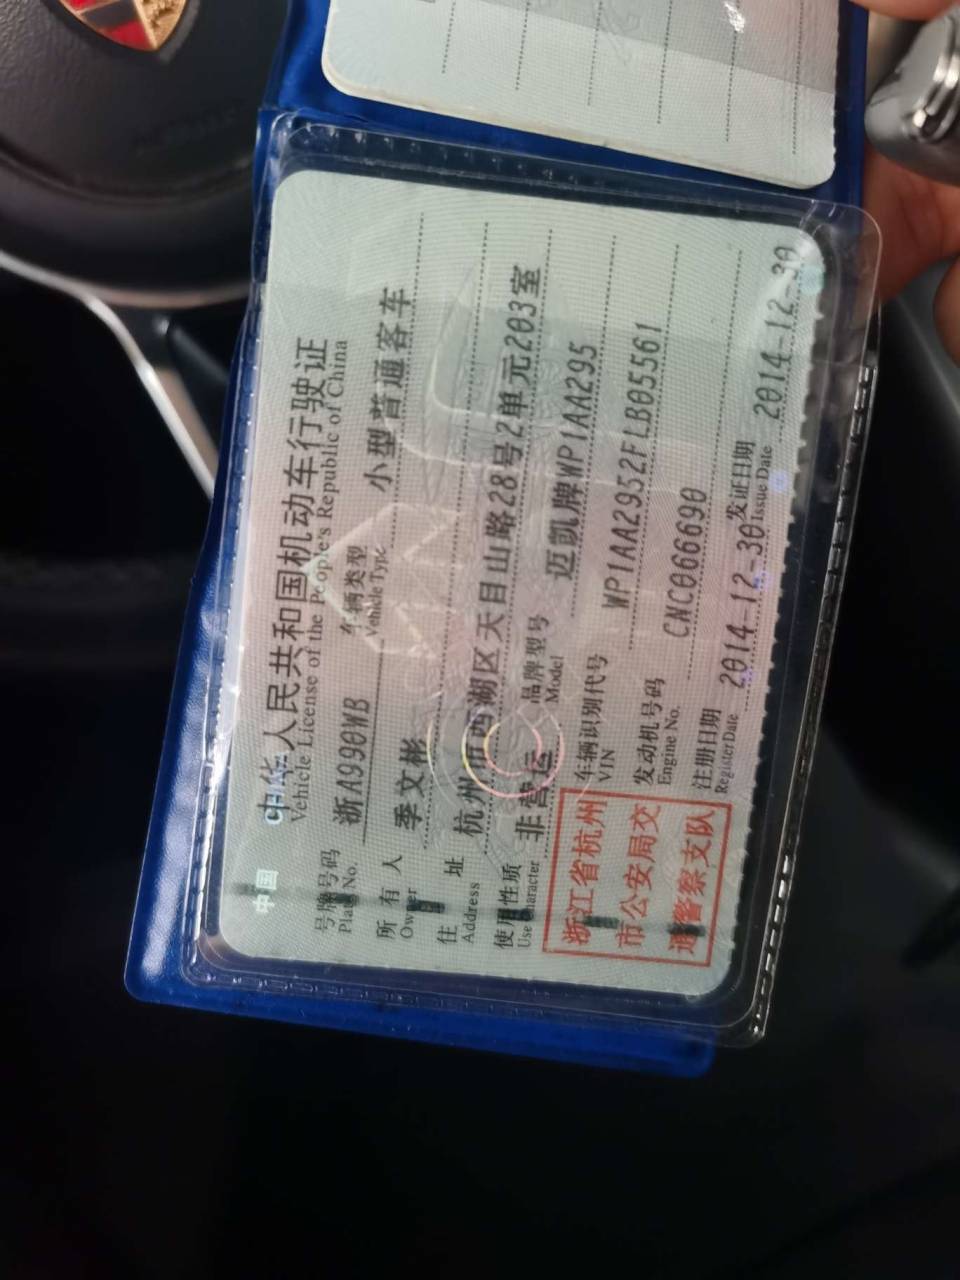 中国
CHINA
中华人民共和国机动车行驶证
Vehicle License of the People's Republic of China
号牌号码 浙A990WB 车辆类型 小型普通客车
Plate No. Vehicle Type
所有人 季文彬
Owner
住址 杭州市西湖区天目山路28号2单元203室
Address
使用性质 非营运 品牌型号 迈凯牌WP1AA295
Use Character Model
浙江省杭州
市公安局交
通警察支队
车辆识别代号 WP1AA2952FLB05561
VIN
发动机号码 CNC066690
Engine No.
注册日期 2014-12-30 发证日期 2014-12-30
Register Date Issue Date